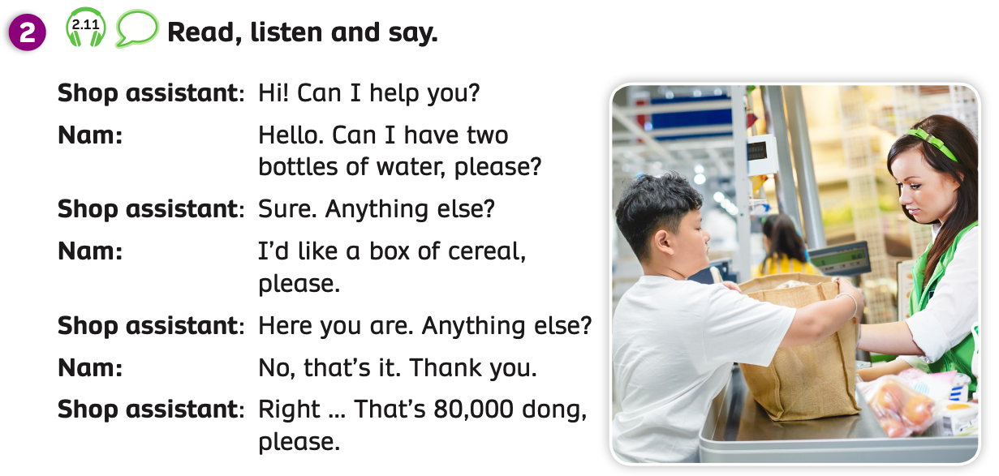 2 2.11 Read, listen and say.
Shop assistant: Hi! Can I help you?
Nam: Hello. Can I have two
bottles of water, please?
Shop assistant: Sure. Anything else?
Nam: I'd like a box of cereal,
please.
Shop assistant: Here you are. Anything else?
Nam: No, that's it. Thank you.
Shop assistant: Right ... That's 80,000 dong,
please.